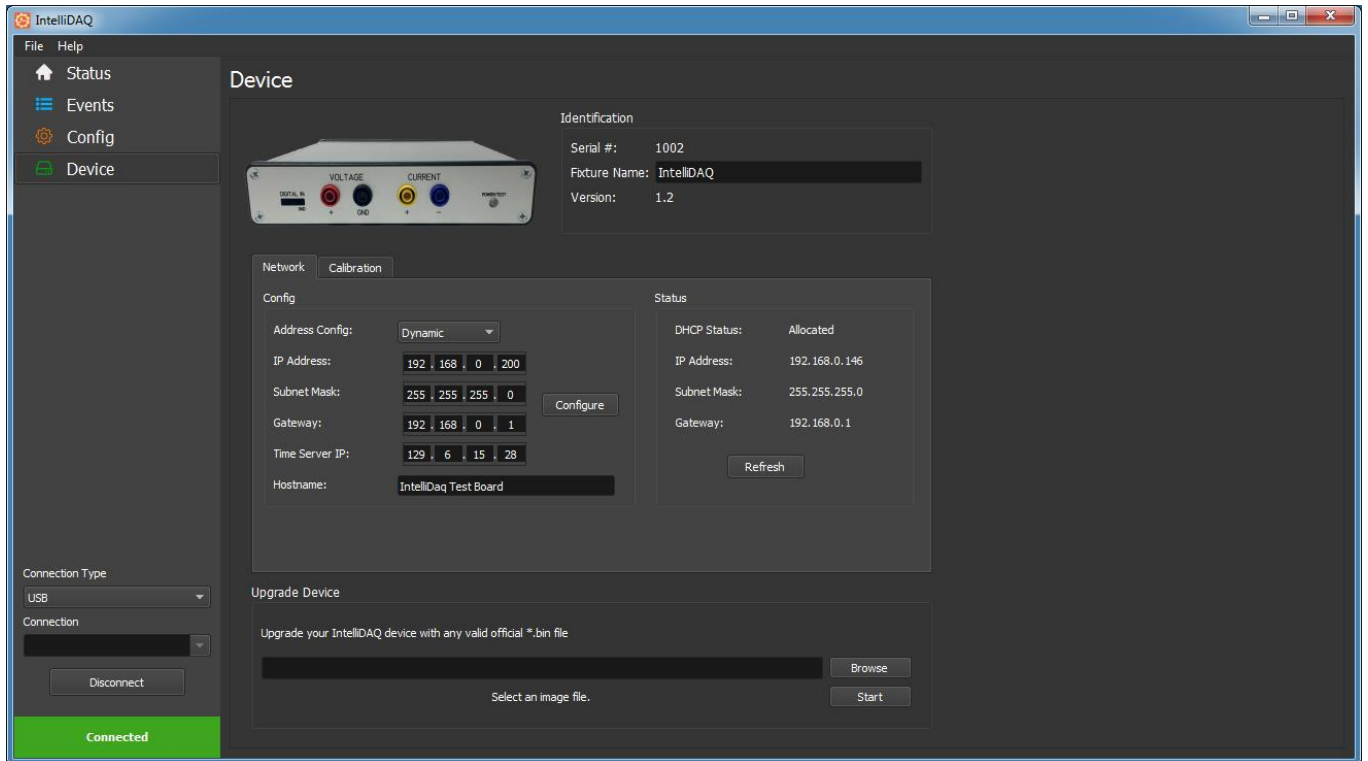 IntelliDAQ
File Help
Status
Events
Config
Device
Device
VOLTAGE CURRENT
DIGITAL IN
POWER/TEST
GND
+ GND + -
Identification
Serial #: 1002
Fixture Name: IntelliDAQ
Version: 1.2
Network Calibration
Config
Address Config: Dynamic
IP Address: 192 . 168 . 0 . 200
Subnet Mask: 255 . 255 . 255 . 0
Configure
Gateway: 192 . 168 . 0 . 1
Time Server IP: 129 . 6 . 15 . 28
Hostname: IntelliDaq Test Board
Status
DHCP Status: Allocated
IP Address: 192.168.0.146
Subnet Mask: 255.255.255.0
Gateway: 192.168.0.1
Refresh
Connection Type
USB
Connection
Disconnect
Connected
Upgrade Device
Upgrade your IntelliDAQ device with any valid official *.bin file
Browse
Select an image file.
Start